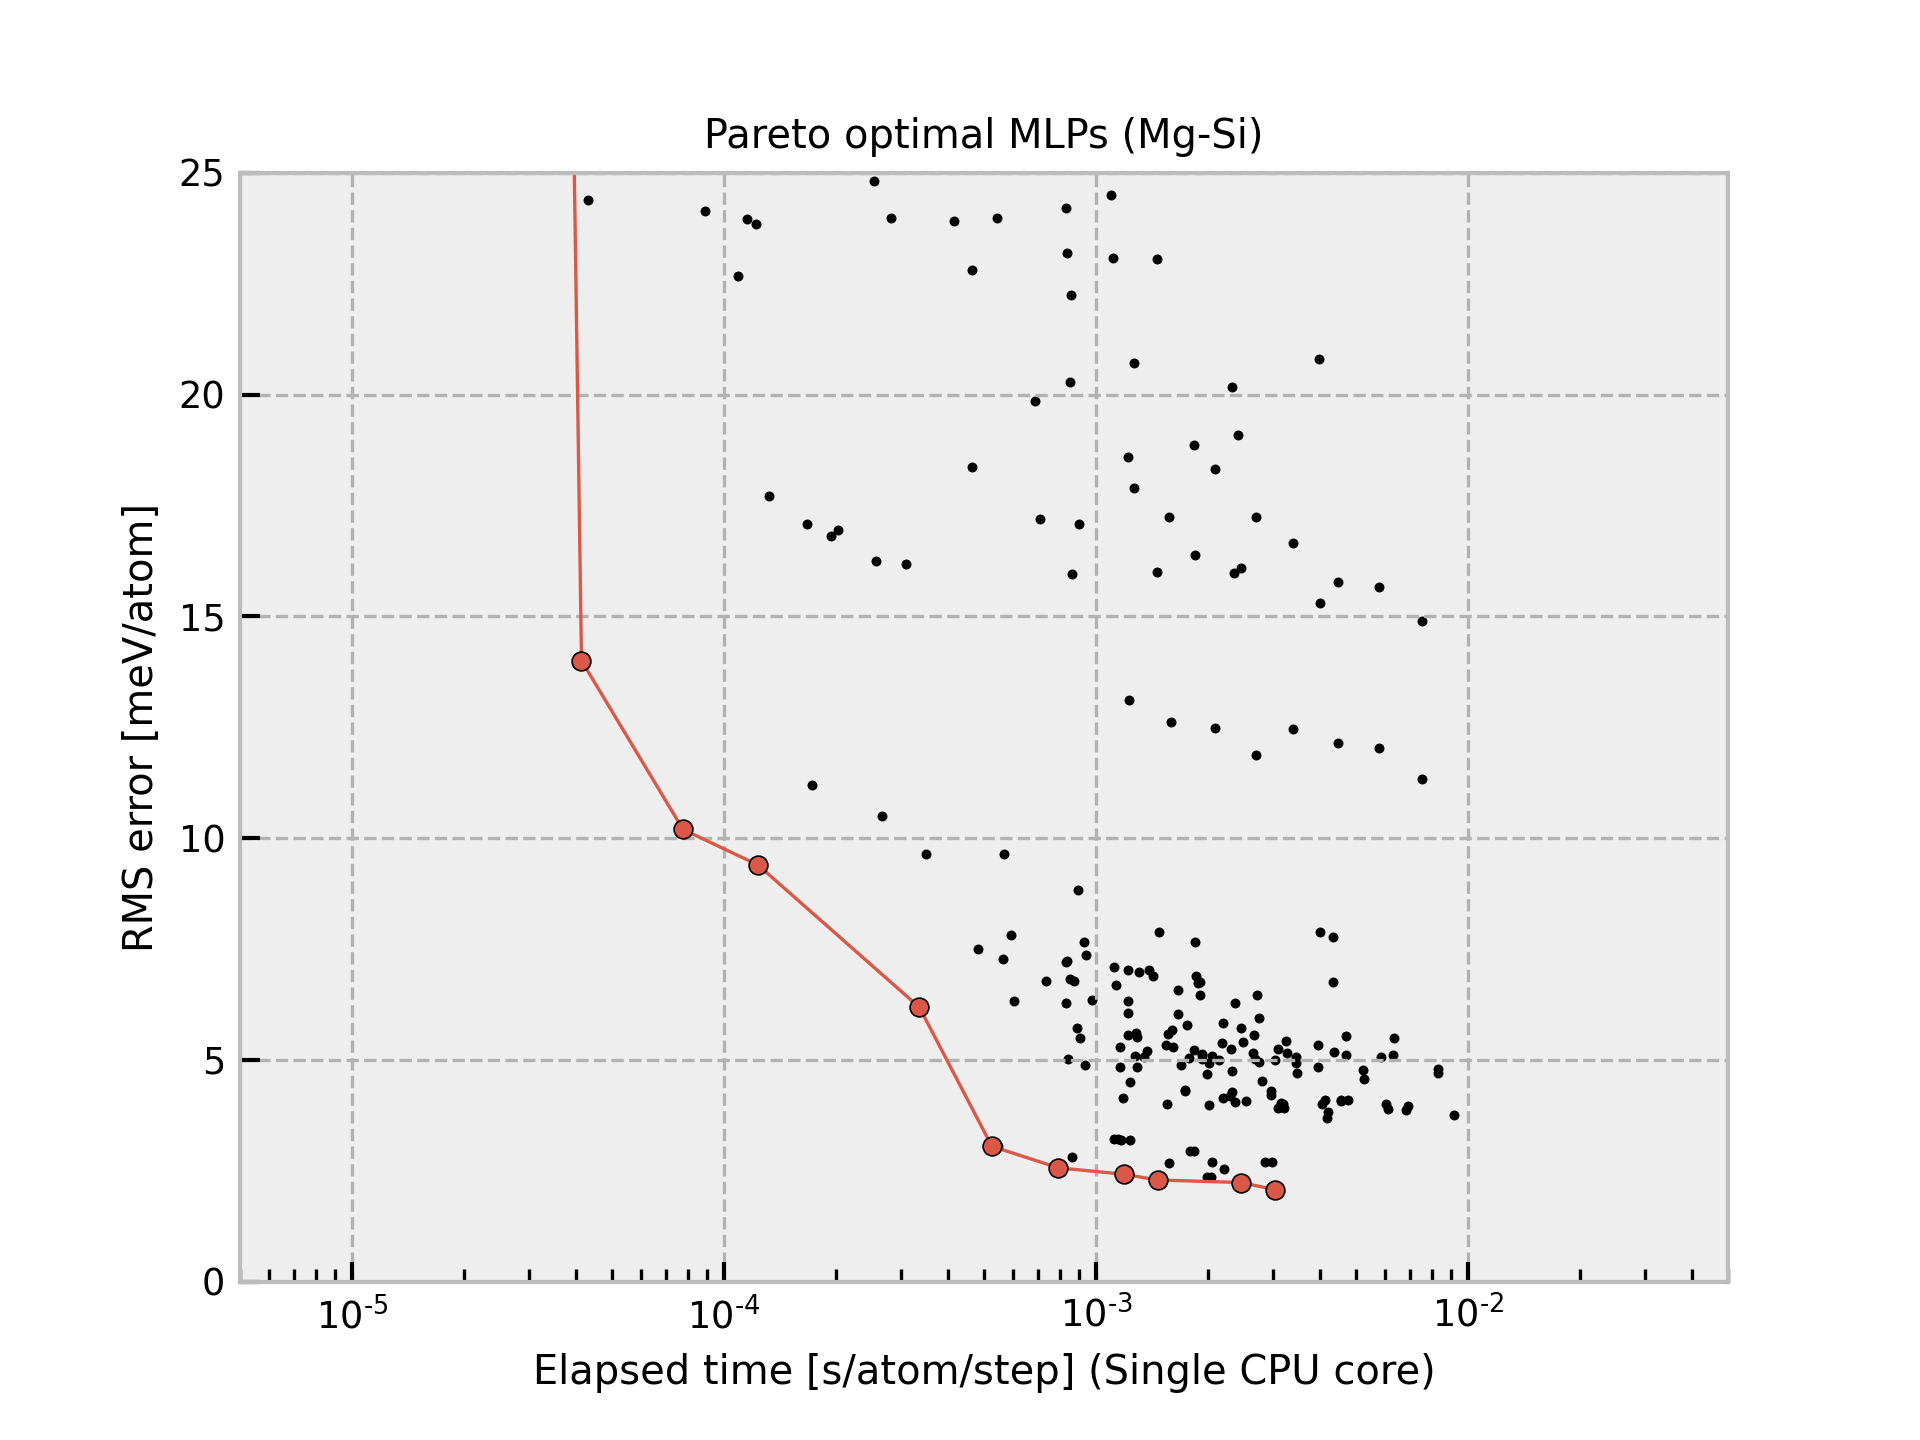 Pareto optimal MLPs (Mg-Si)
25
20
15
10
5
0
RMS error [meV/atom]
10-5 10-4 10-3 10-2
Elapsed time [s/atom/step] (Single CPU core)